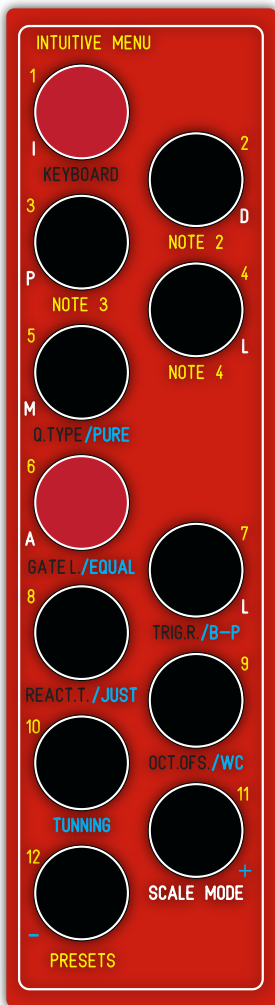 INTUITIVE MENU
1
I
KEYBOARD
2
D
NOTE 2
3
P
NOTE 3
4
L
NOTE 4
5
M
Q.TYPE/PURE
6
A
GATE L./EQUAL
7
L
TRIG.R./B-P
8
REACT.T./JUST
9
OCT.OFS./WC
10
TUNNING
11
+
SCALE MODE
12
-
PRESETS